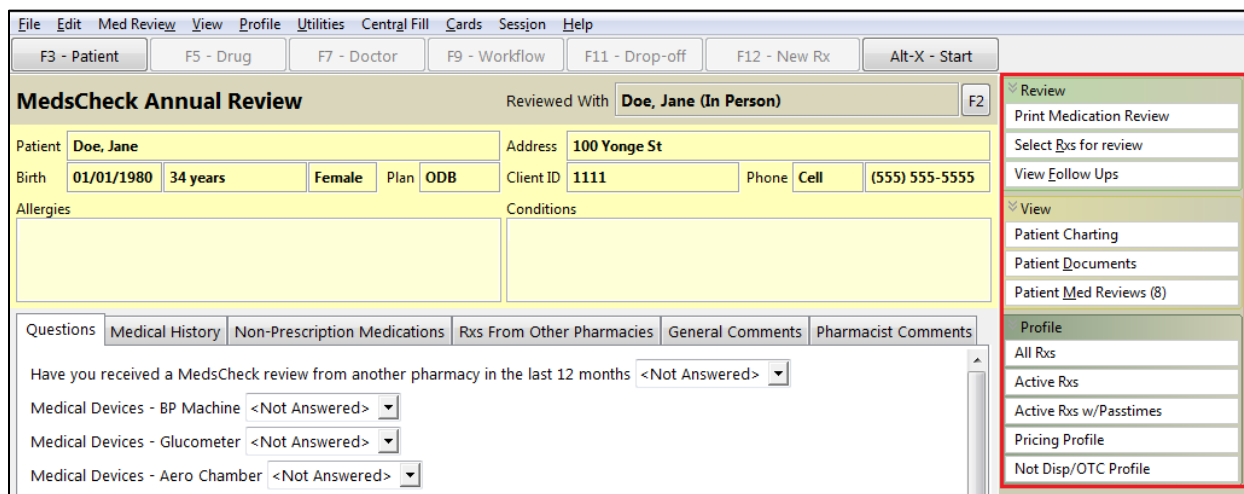 File Edit Med Review View Profile Utilities Central Fill Cards Session Help
F3 - Patient F5 - Drug F7 - Doctor F9 - Workflow F11 - Drop-off F12 - New Rx Alt-X - Start
MedsCheck Annual Review Reviewed With Doe, Jane (In Person) F2
Patient Doe, Jane Address 100 Yonge St
Birth 01/01/1980 34 years Female Plan ODB Client ID 1111 Phone Cell (555) 555-5555
Allergies Conditions
Questions Medical History Non-Prescription Medications Rxs From Other Pharmacies General Comments Pharmacist Comments
Have you received a MedsCheck review from another pharmacy in the last 12 months <Not Answered>
Medical Devices - BP Machine <Not Answered>
Medical Devices - Glucometer <Not Answered>
Medical Devices - Aero Chamber <Not Answered>
Review
Print Medication Review
Select Rxs for review
View Follow Ups
View
Patient Charting
Patient Documents
Patient Med Reviews (8)
Profile
All Rxs
Active Rxs
Active Rxs w/Passtimes
Pricing Profile
Not Disp/OTC Profile